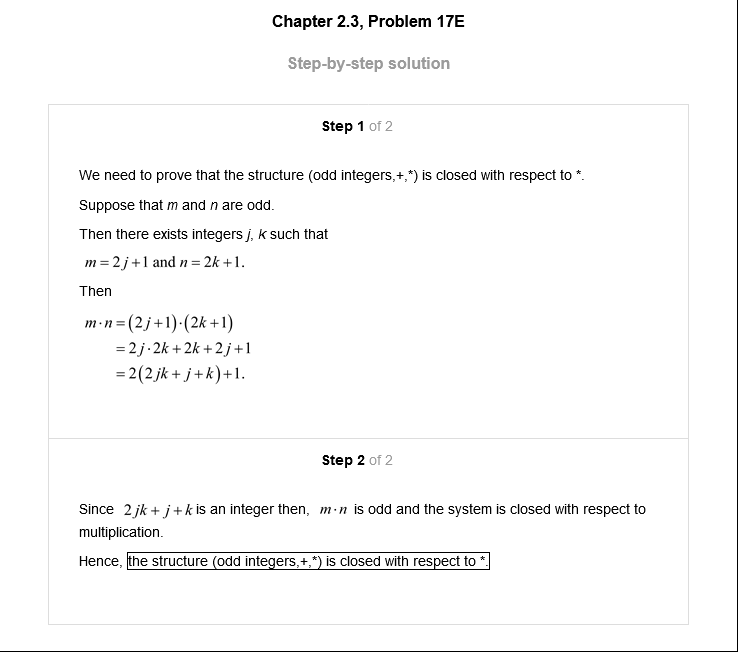 Chapter 2.3, Problem 17E
Step-by-step solution
Step 1 of 2
We need to prove that the structure (odd integers,+,*) is closed with respect to *.
Suppose that m and n are odd.
Then there exists integers j, k such that
m = 2j+1 and n = 2k+1.
Then
m·n = (2j+1)·(2k+1)
= 2j·2k+2k+2j+1
= 2(2jk+j+k)+1.
Step 2 of 2
Since 2jk+j+k is an integer then, m·n is odd and the system is closed with respect to
multiplication.
Hence, the structure (odd integers,+,*) is closed with respect to *.